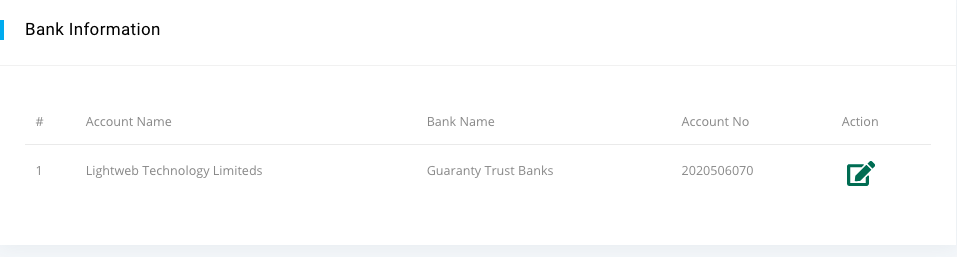 Bank Information
# Account Name Bank Name Account No Action
1 Lightweb Technology Limiteds Guaranty Trust Banks 2020506070